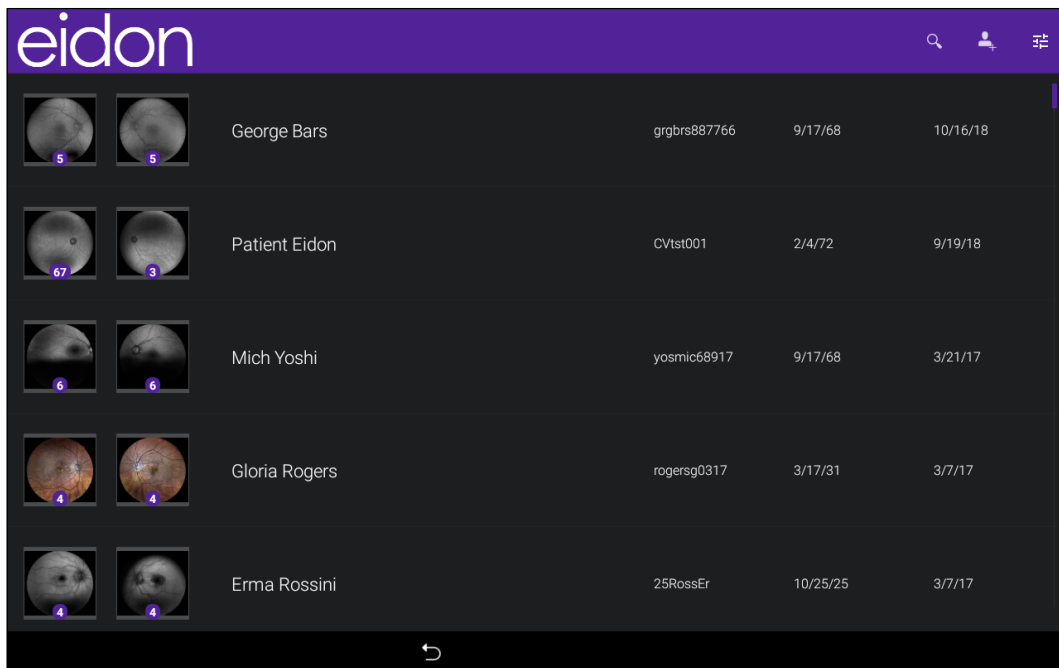 eidon
5 5 George Bars grgbrs887766 9/17/68 10/16/18
67 3 Patient Eidon CVtst001 2/4/72 9/19/18
6 6 Mich Yoshi yosmic68917 9/17/68 3/21/17
4 4 Gloria Rogers rogersg0317 3/17/31 3/7/17
4 4 Erma Rossini 25RossEr 10/25/25 3/7/17